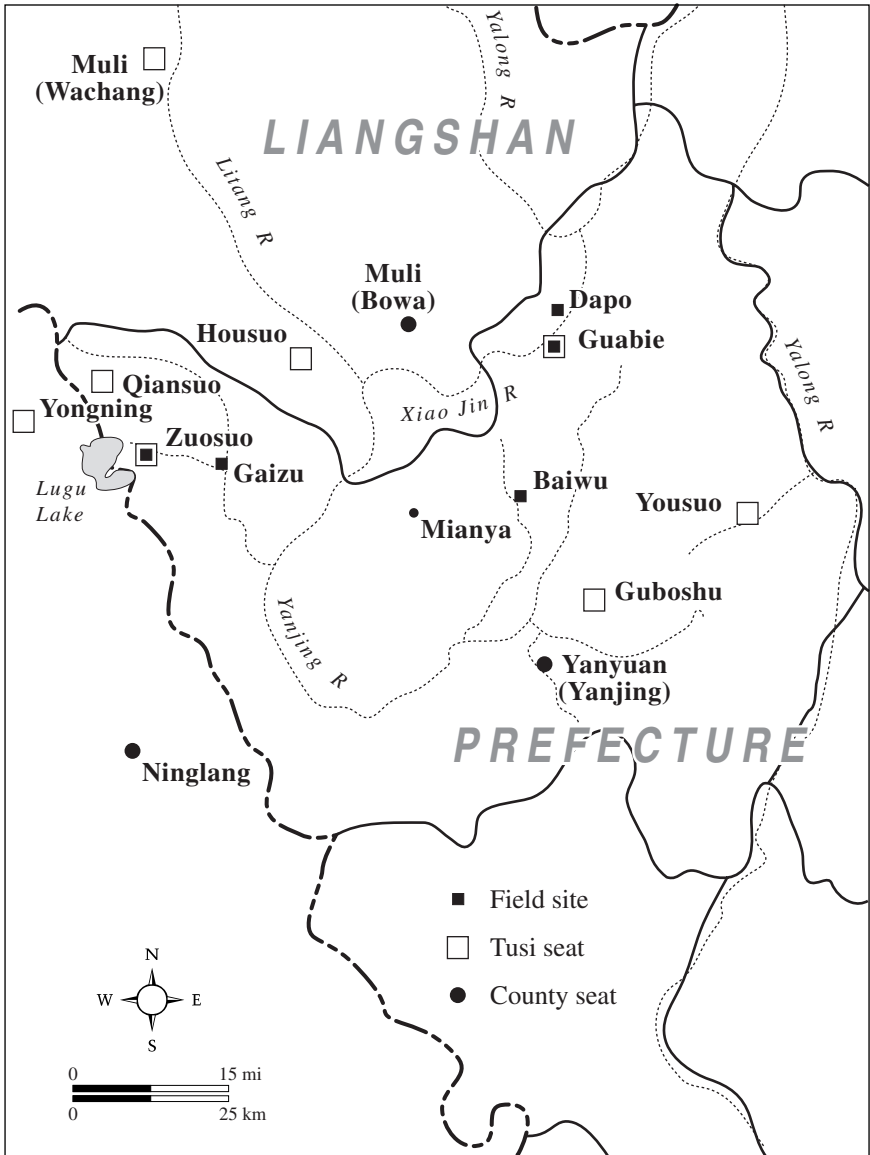 Yalong R
Muli
(Wachang)
LIANGSHAN
Litang R
Muli
(Bowa)
Dapo
Housuo
Guabie
Yalong R
Qiansuo
Xiao Jin R
Yongning
Zuosuo
Gaizu
Baiwu
Lugu
Lake
Yousuo
Mianya
Guboshu
Yanjing R
Yanyuan
(Yanjing)
PREFECTURE
Ninglang
Field site
Tusi seat
County seat
N
W E
S
0 15 mi
0 25 km